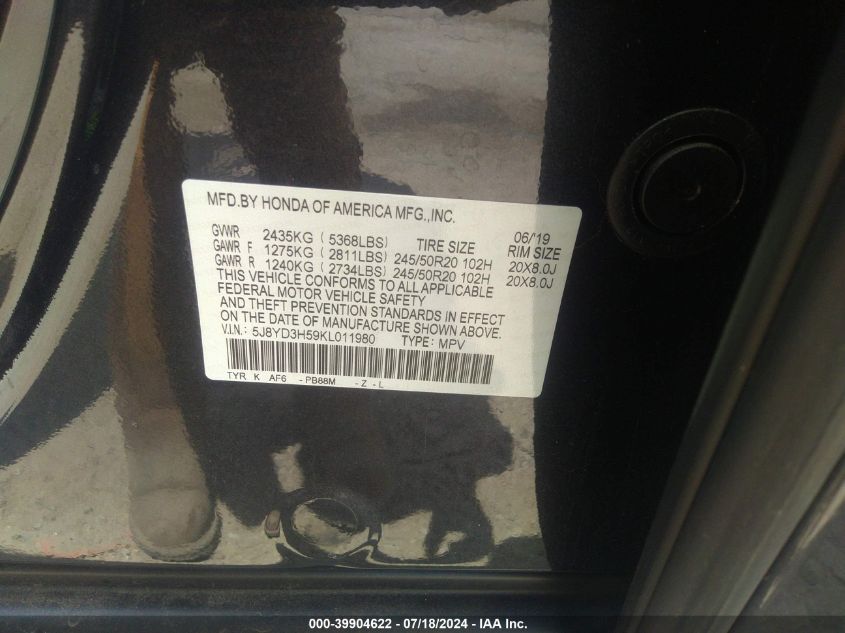 MFD.BY HONDA OF AMERICA MFG.,INC.
06/'19
GVWR 2435KG ( 5368LBS) TIRE SIZE RIM SIZE
GAWR F 1275KG ( 2811LBS) 245/50R20 102H 20X8.0J
GAWR R 1240KG ( 2734LBS) 245/50R20 102H 20X8.0J
THIS VEHICLE CONFORMS TO ALL APPLICABLE
FEDERAL MOTOR VEHICLE SAFETY
AND THEFT PREVENTION STANDARDS IN EFFECT
ON THE DATE OF MANUFACTURE SHOWN ABOVE.
V.I.N.: 5J8YD3H59KL011980 TYPE: MPV
TYR K AF6 -PB88M -Z-L
000-39904622 - 07/18/2024 - IAA Inc.